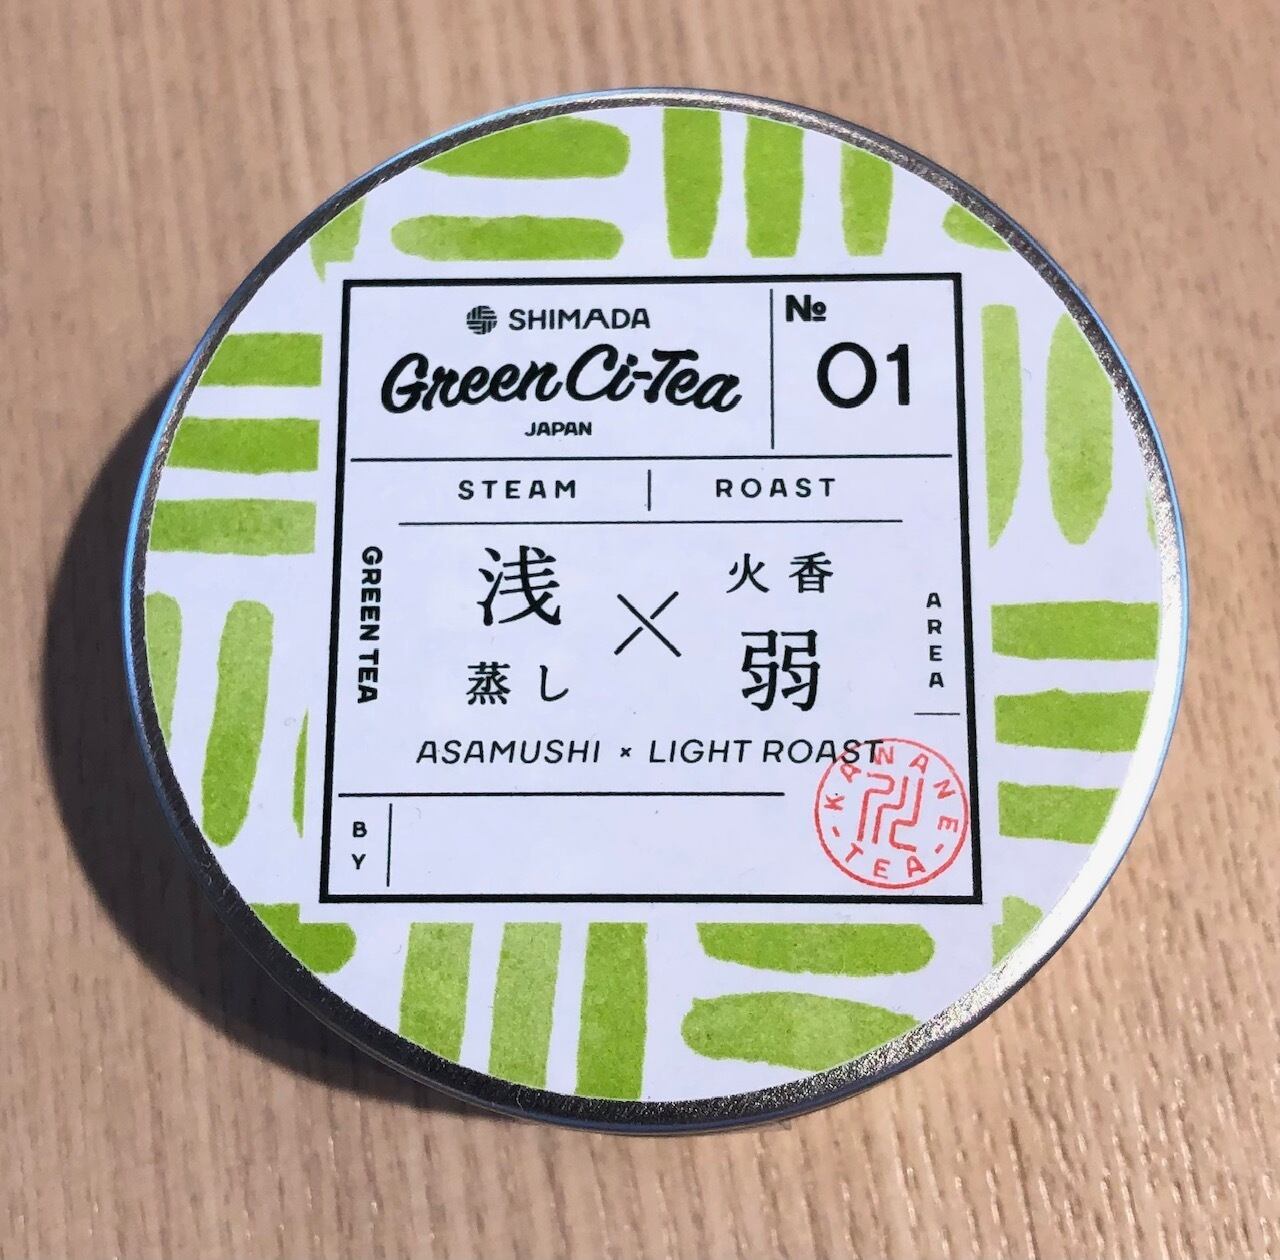 SHIMADA
Green Ci-Tea
JAPAN
№
01
STEAM
ROAST
GREEN TEA
浅
蒸し
×
火香
弱
AREA
ASAMUSHI × LIGHT ROAST
BY
KANANE
TEA